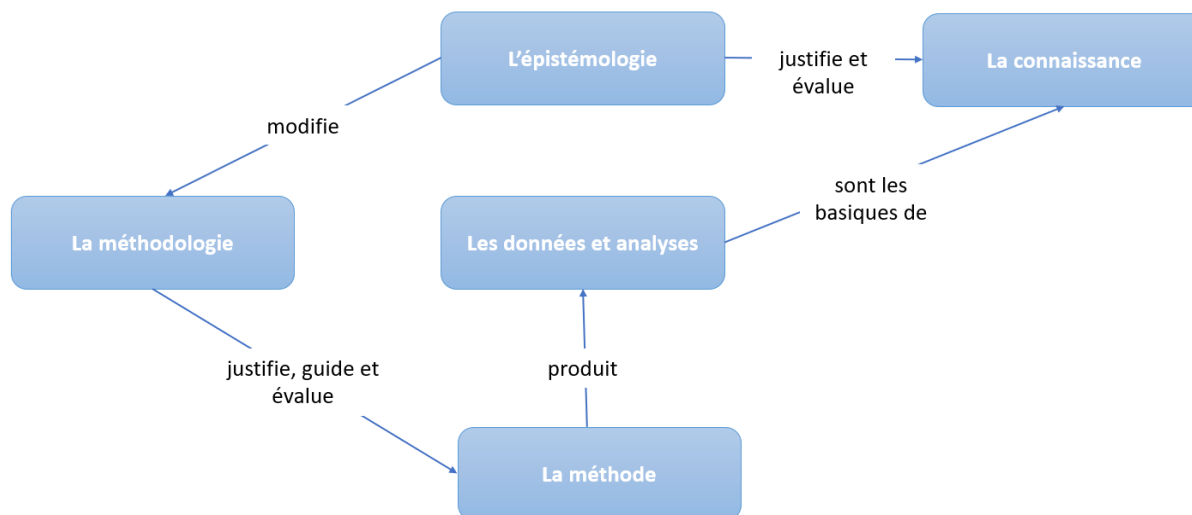 L’épistémologie
justifie et
évalue
La connaissance
modifie
La méthodologie
Les données et analyses
sont les
basiques de
justifie, guide et
évalue
produit
La méthode